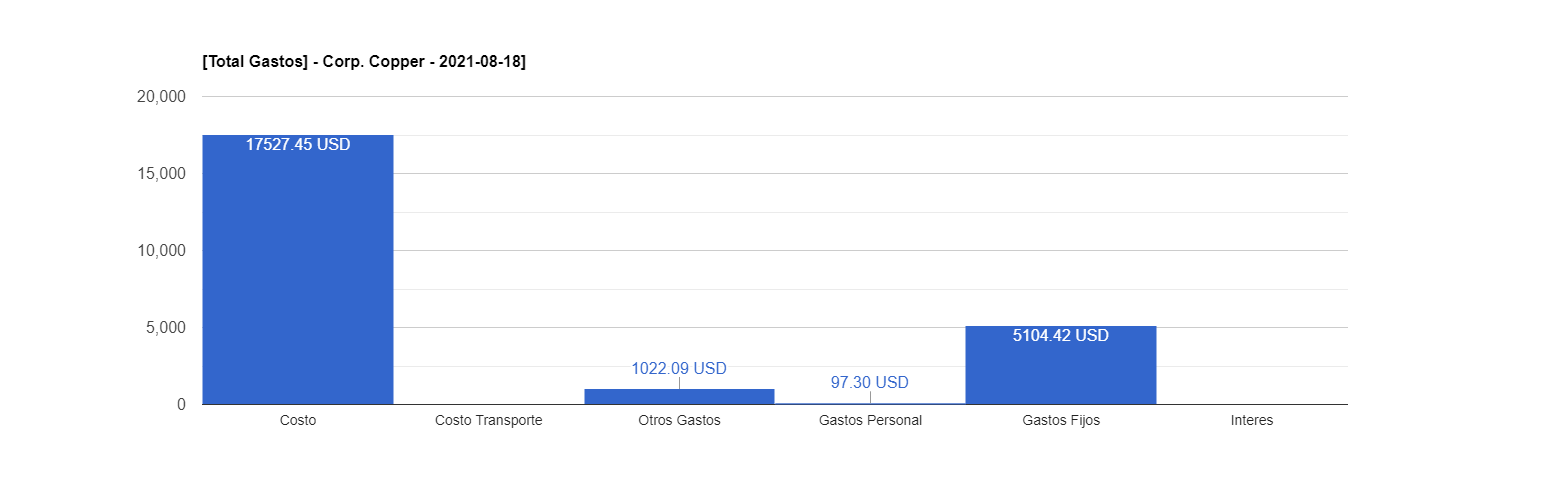 [Total Gastos] - Corp. Copper - 2021-08-18]
20,000
17527.45 USD
15,000
10,000
5,000
5104.42 USD
1022.09 USD
97.30 USD
0
Costo
Costo Transporte
Otros Gastos
Gastos Personal
Gastos Fijos
Interes